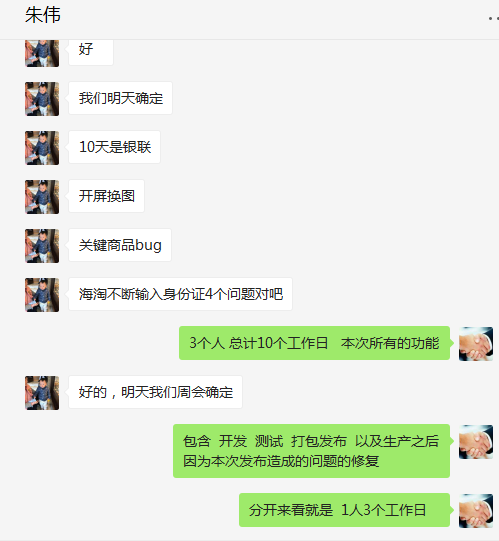 朱伟
好
我们明天确定
10天是银联
开屏换图
关键商品bug
海淘不断输入身份证4个问题对吧
3个人 总计10个工作日 本次所有的功能
好的，明天我们周会确定
包含 开发 测试 打包发布 以及生产之后
因为本次发布造成的问题的修复
分开来看就是 1人3个工作日